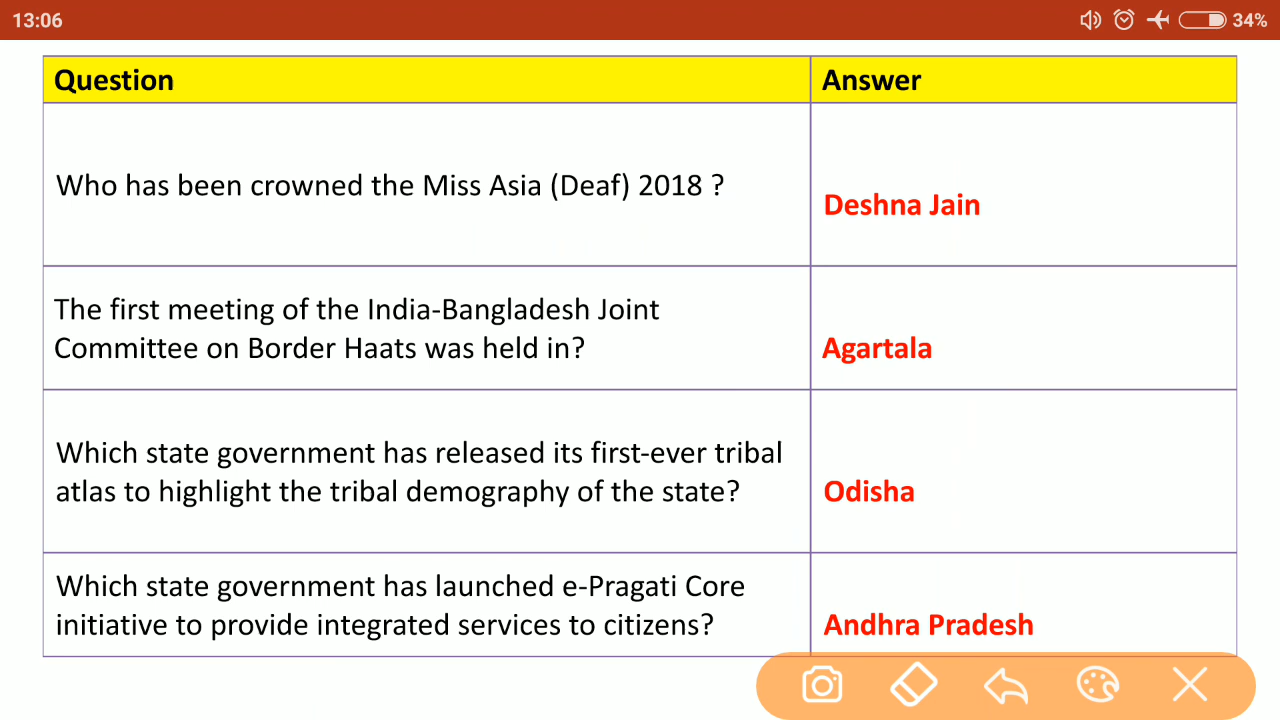 13:06
34%
Question
Answer
Who has been crowned the Miss Asia (Deaf) 2018 ?
Deshna Jain
The first meeting of the India-Bangladesh Joint
Committee on Border Haats was held in?
Agartala
Which state government has released its first-ever tribal
atlas to highlight the tribal demography of the state?
Odisha
Which state government has launched e-Pragati Core
initiative to provide integrated services to citizens?
Andhra Pradesh